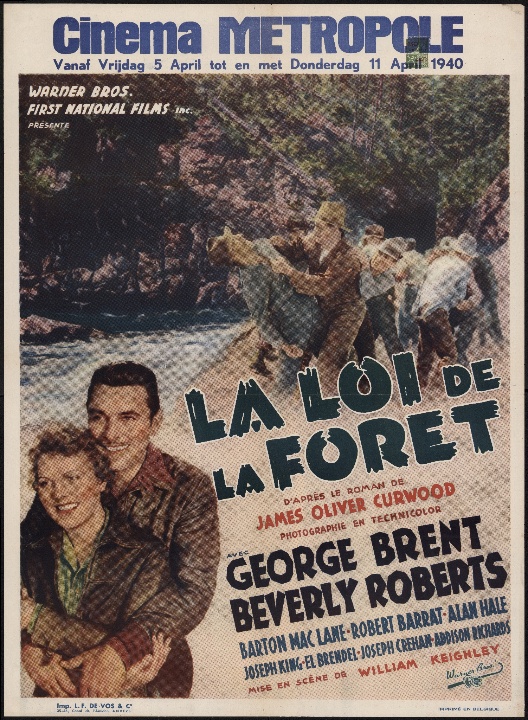 Cinema METROPOLE
Vanaf Vrijdag 5 April tot en met Donderdag 11 April 1940
WARNER BROS.
FIRST NATIONAL FILMS INC.
PRÉSENTE
LA LOI DE
LA FORET
D'APRÈS LE ROMAN DE
JAMES OLIVER CURWOOD
PHOTOGRAPHIE EN TECHNICOLOR
AVEC
GEORGE BRENT
BEVERLY ROBERTS
BARTON MAC LANE · ROBERT BARRAT · ALAN HALE
JOSEPH KING · EL BRENDEL · JOSEPH CREHAN · ADDISON RICHARDS
MISE EN SCÈNE DE WILLIAM KEIGHLEY
Warner Bros.
Imp. L. F. DE VOS & Cº
IMPRIMÉ EN BELGIQUE